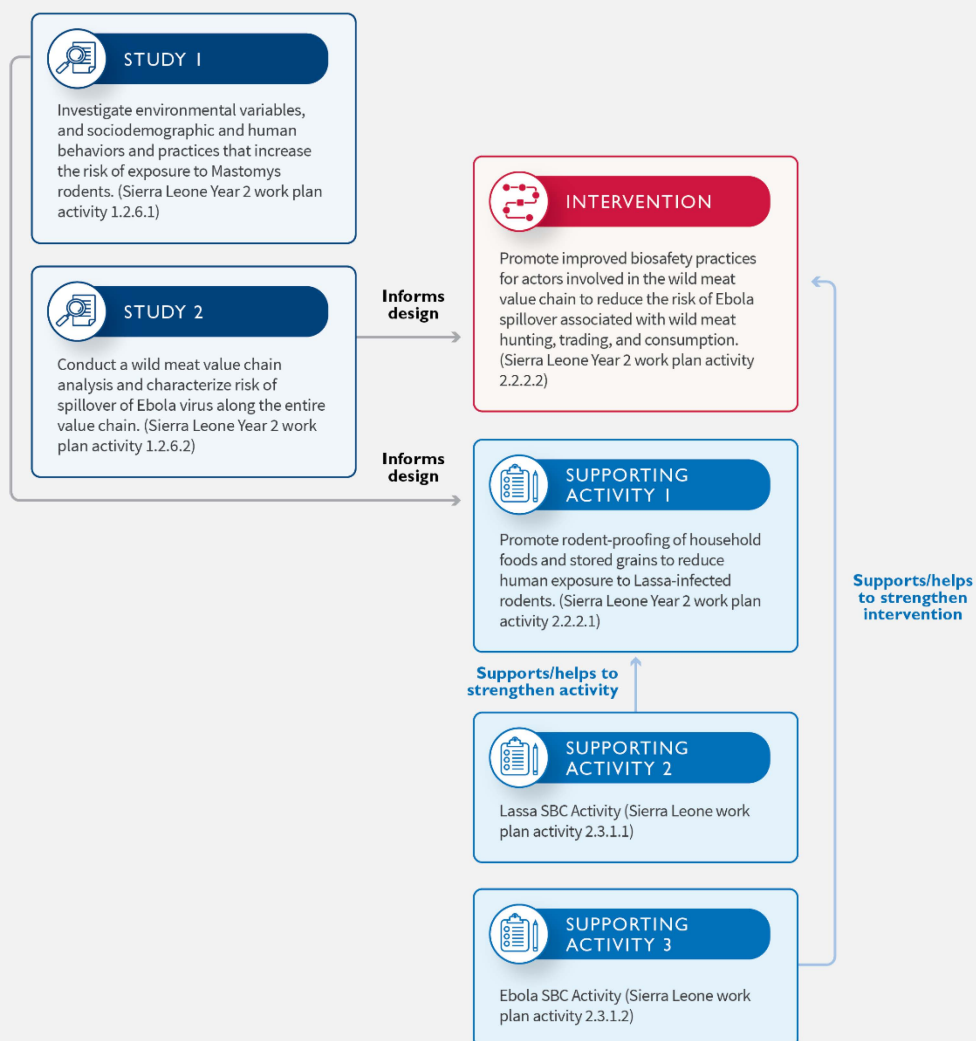 STUDY 1
Investigate environmental variables,
and sociodemographic and human
behaviors and practices that increase
the risk of exposure to Mastomys
rodents. (Sierra Leone Year 2 work plan
activity 1.2.6.1)
STUDY 2
Conduct a wild meat value chain
analysis and characterize risk of
spillover of Ebola virus along the entire
value chain. (Sierra Leone Year 2 work
plan activity 1.2.6.2)
Informs
design
INTERVENTION
Promote improved biosafety practices
for actors involved in the wild meat
value chain to reduce the risk of Ebola
spillover associated with wild meat
hunting, trading, and consumption.
(Sierra Leone Year 2 work plan activity
2.2.2.2)
Informs
design
SUPPORTING
ACTIVITY 1
Promote rodent-proofing of household
foods and stored grains to reduce
human exposure to Lassa-infected
rodents. (Sierra Leone Year 2 work plan
activity 2.2.2.1)
Supports/helps to
strengthen activity
SUPPORTING
ACTIVITY 2
Lassa SBC Activity (Sierra Leone work
plan activity 2.3.1.1)
SUPPORTING
ACTIVITY 3
Ebola SBC Activity (Sierra Leone work
plan activity 2.3.1.2)
Supports/helps
to strengthen
intervention